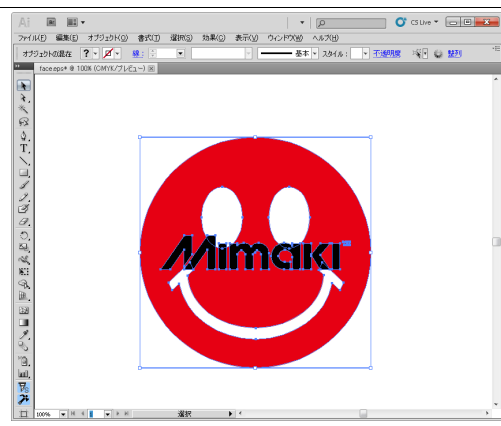 Ai
CS Live
ファイル(F) 編集(E) オブジェクト(O) 書式(T) 選択(S) 効果(C) 表示(V) ウィンドウ(W) ヘルプ(H)
オブジェクトの混在 ? 線: 基本 スタイル: 不透明度 整列
face.eps* @ 100% (CMYK/プレビュー)
Mimaki
100% 選択